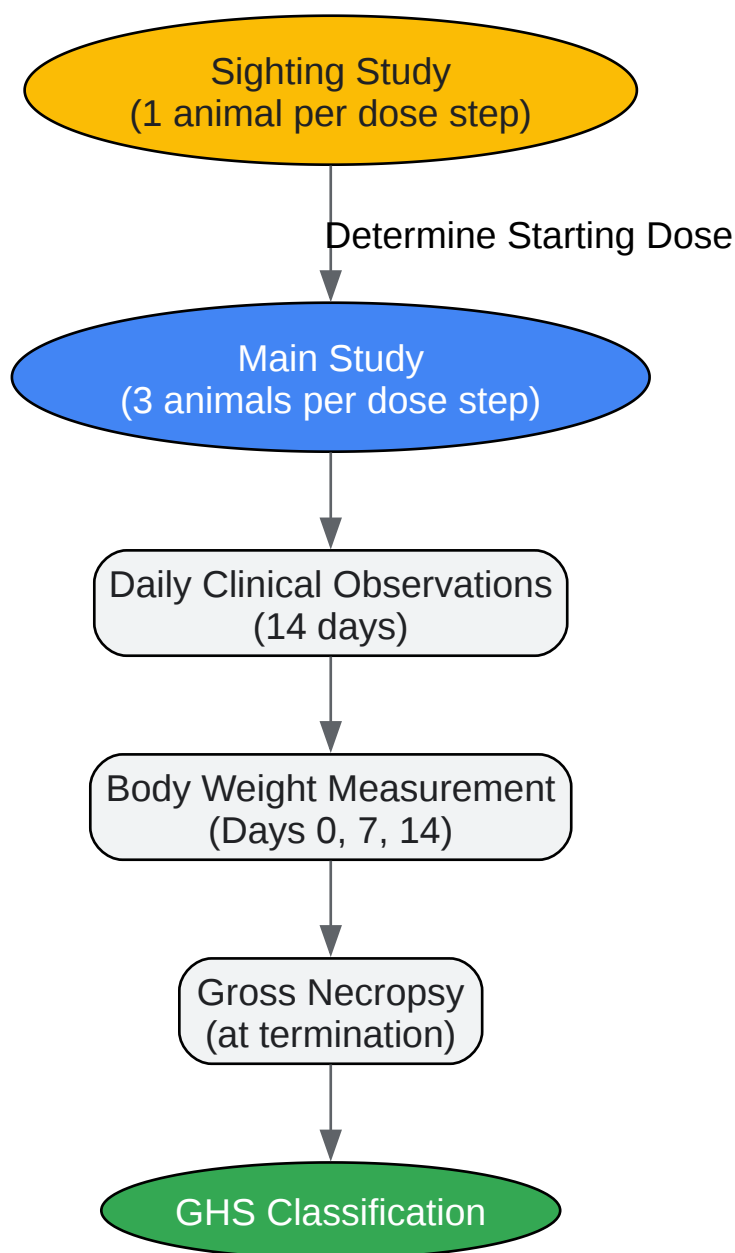 Sighting Study
(1 animal per dose step)
Determine Starting Dose
Main Study
(3 animals per dose step)
Daily Clinical Observations
(14 days)
Body Weight Measurement
(Days 0, 7, 14)
Gross Necropsy
(at termination)
GHS Classification